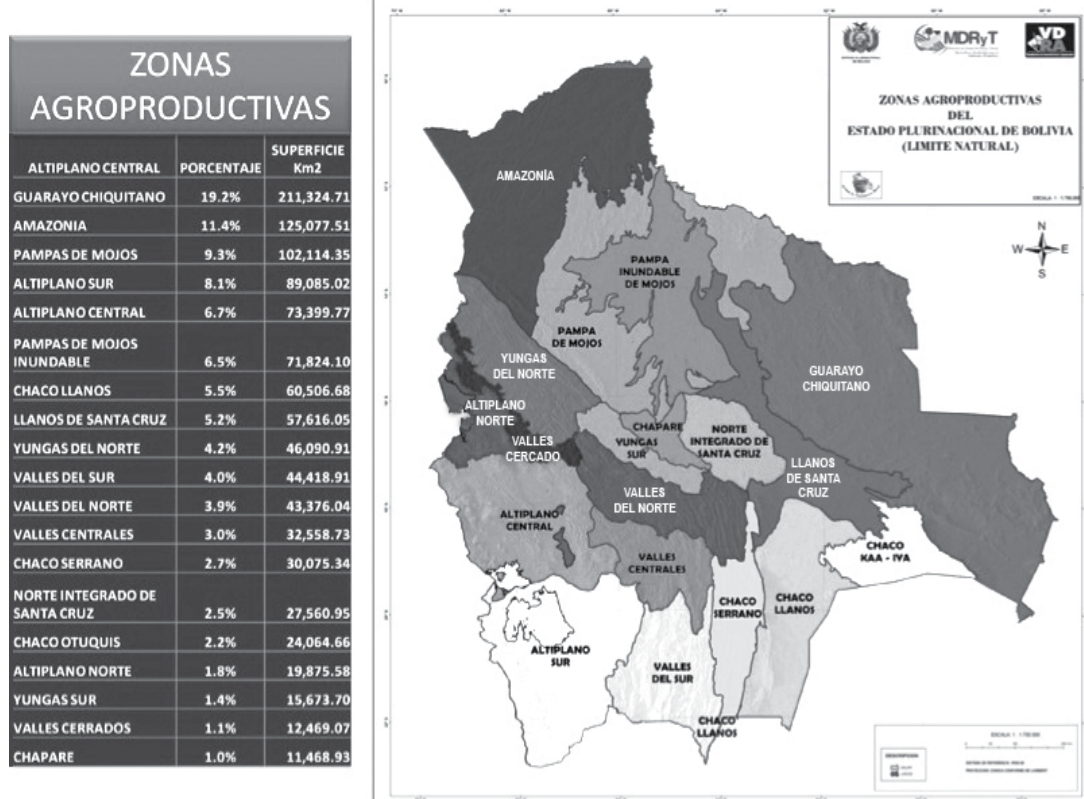 ZONAS
AGROPRODUCTIVAS
ALTIPLANO CENTRAL PORCENTAJE SUPERFICIE Km2
GUARAYO CHIQUITANO 19.2% 211,324.71
AMAZONIA 11.4% 125,077.51
PAMPAS DE MOJOS 9.3% 102,114.35
ALTIPLANO SUR 8.1% 89,085.02
ALTIPLANO CENTRAL 6.7% 73,399.77
PAMPAS DE MOJOS
INUNDABLE 6.5% 71,824.10
CHACO LLANOS 5.5% 60,506.68
LLANOS DE SANTA CRUZ 5.2% 57,616.05
YUNGAS DEL NORTE 4.2% 46,090.91
VALLES DEL SUR 4.0% 44,418.91
VALLES DEL NORTE 3.9% 43,376.04
VALLES CENTRALES 3.0% 32,558.73
CHACO SERRANO 2.7% 30,075.34
NORTE INTEGRADO DE
SANTA CRUZ 2.5% 27,560.95
CHACO OTUQUIS 2.2% 24,064.66
ALTIPLANO NORTE 1.8% 19,875.58
YUNGAS SUR 1.4% 15,673.70
VALLES CERRADOS 1.1% 12,469.07
CHAPARE 1.0% 11,468.93
MDRyT
VD
RA
ZONAS AGROPRODUCTIVAS
DEL
ESTADO PLURINACIONAL DE BOLIVIA
(LIMITE NATURAL)
N
W E
S
AMAZONÍA
PAMPA
INUNDABLE
DE MOJOS
PAMPA
DE MOJOS
YUNGAS
DEL NORTE
GUARAYO
CHIQUITANO
ALTIPLANO
NORTE
CHAPARE
NORTE
INTEGRADO DE
SANTA CRUZ
VALLES
CERCADO
YUNGAS
SUR
LLANOS
DE SANTA
CRUZ
VALLES
DEL NORTE
ALTIPLANO
CENTRAL
CHACO
KAA - IYA
VALLES
CENTRALES
CHACO
SERRANO
CHACO
LLANOS
ALTIPLANO
SUR
VALLES
DEL SUR
CHACO
LLANOS
DESCRIPCION